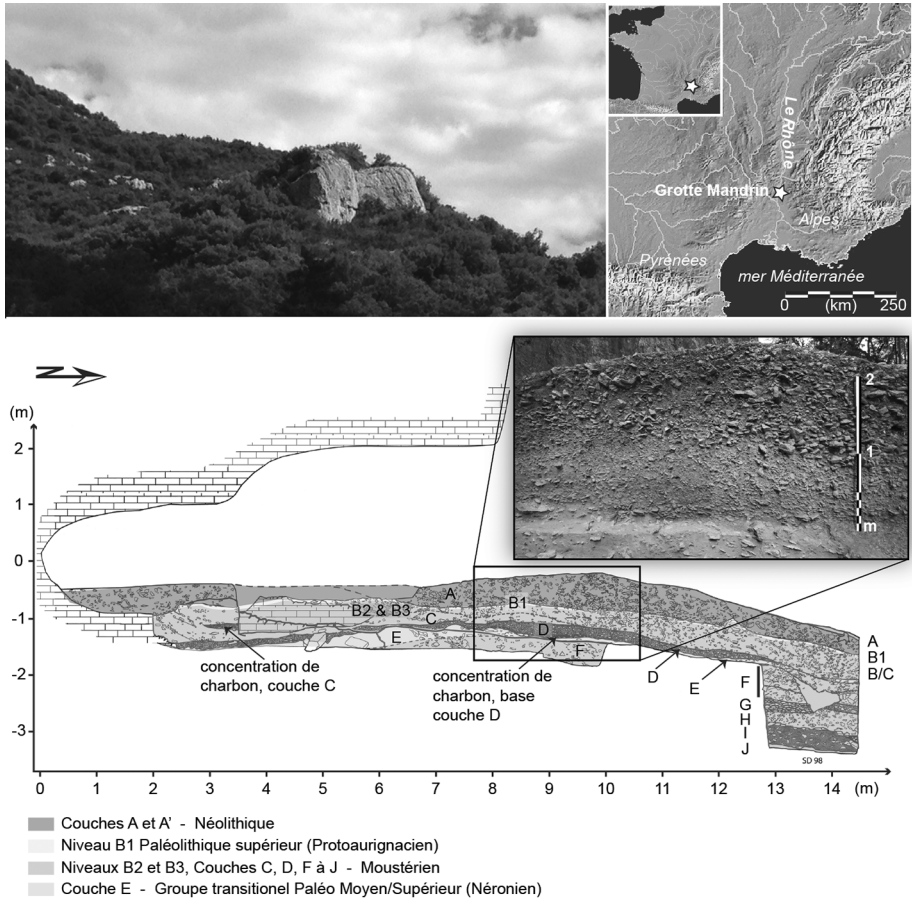 Le Rhône
Grotte Mandrin
Alpes
Pyrénées
mer Méditerránée
0 (km) 250
N
(m)
2
1
0
-1
-2
-3
2
1
m
A
B2 & B3
B1
C
D
E
F
concentration de
charbon, couche C
concentration de
charbon, base
couche D
D
E
A
B1
B/C
F
G
H
I
J
SD 98
0 1 2 3 4 5 6 7 8 9 10 11 12 13 14 (m)
Couches A et A’ - Néolithique
Niveau B1 Paléolithique supérieur (Protoaurignacien)
Niveaux B2 et B3, Couches C, D, F à J - Moustérien
Couche E - Groupe transitionel Paléo Moyen/Supérieur (Néronien)